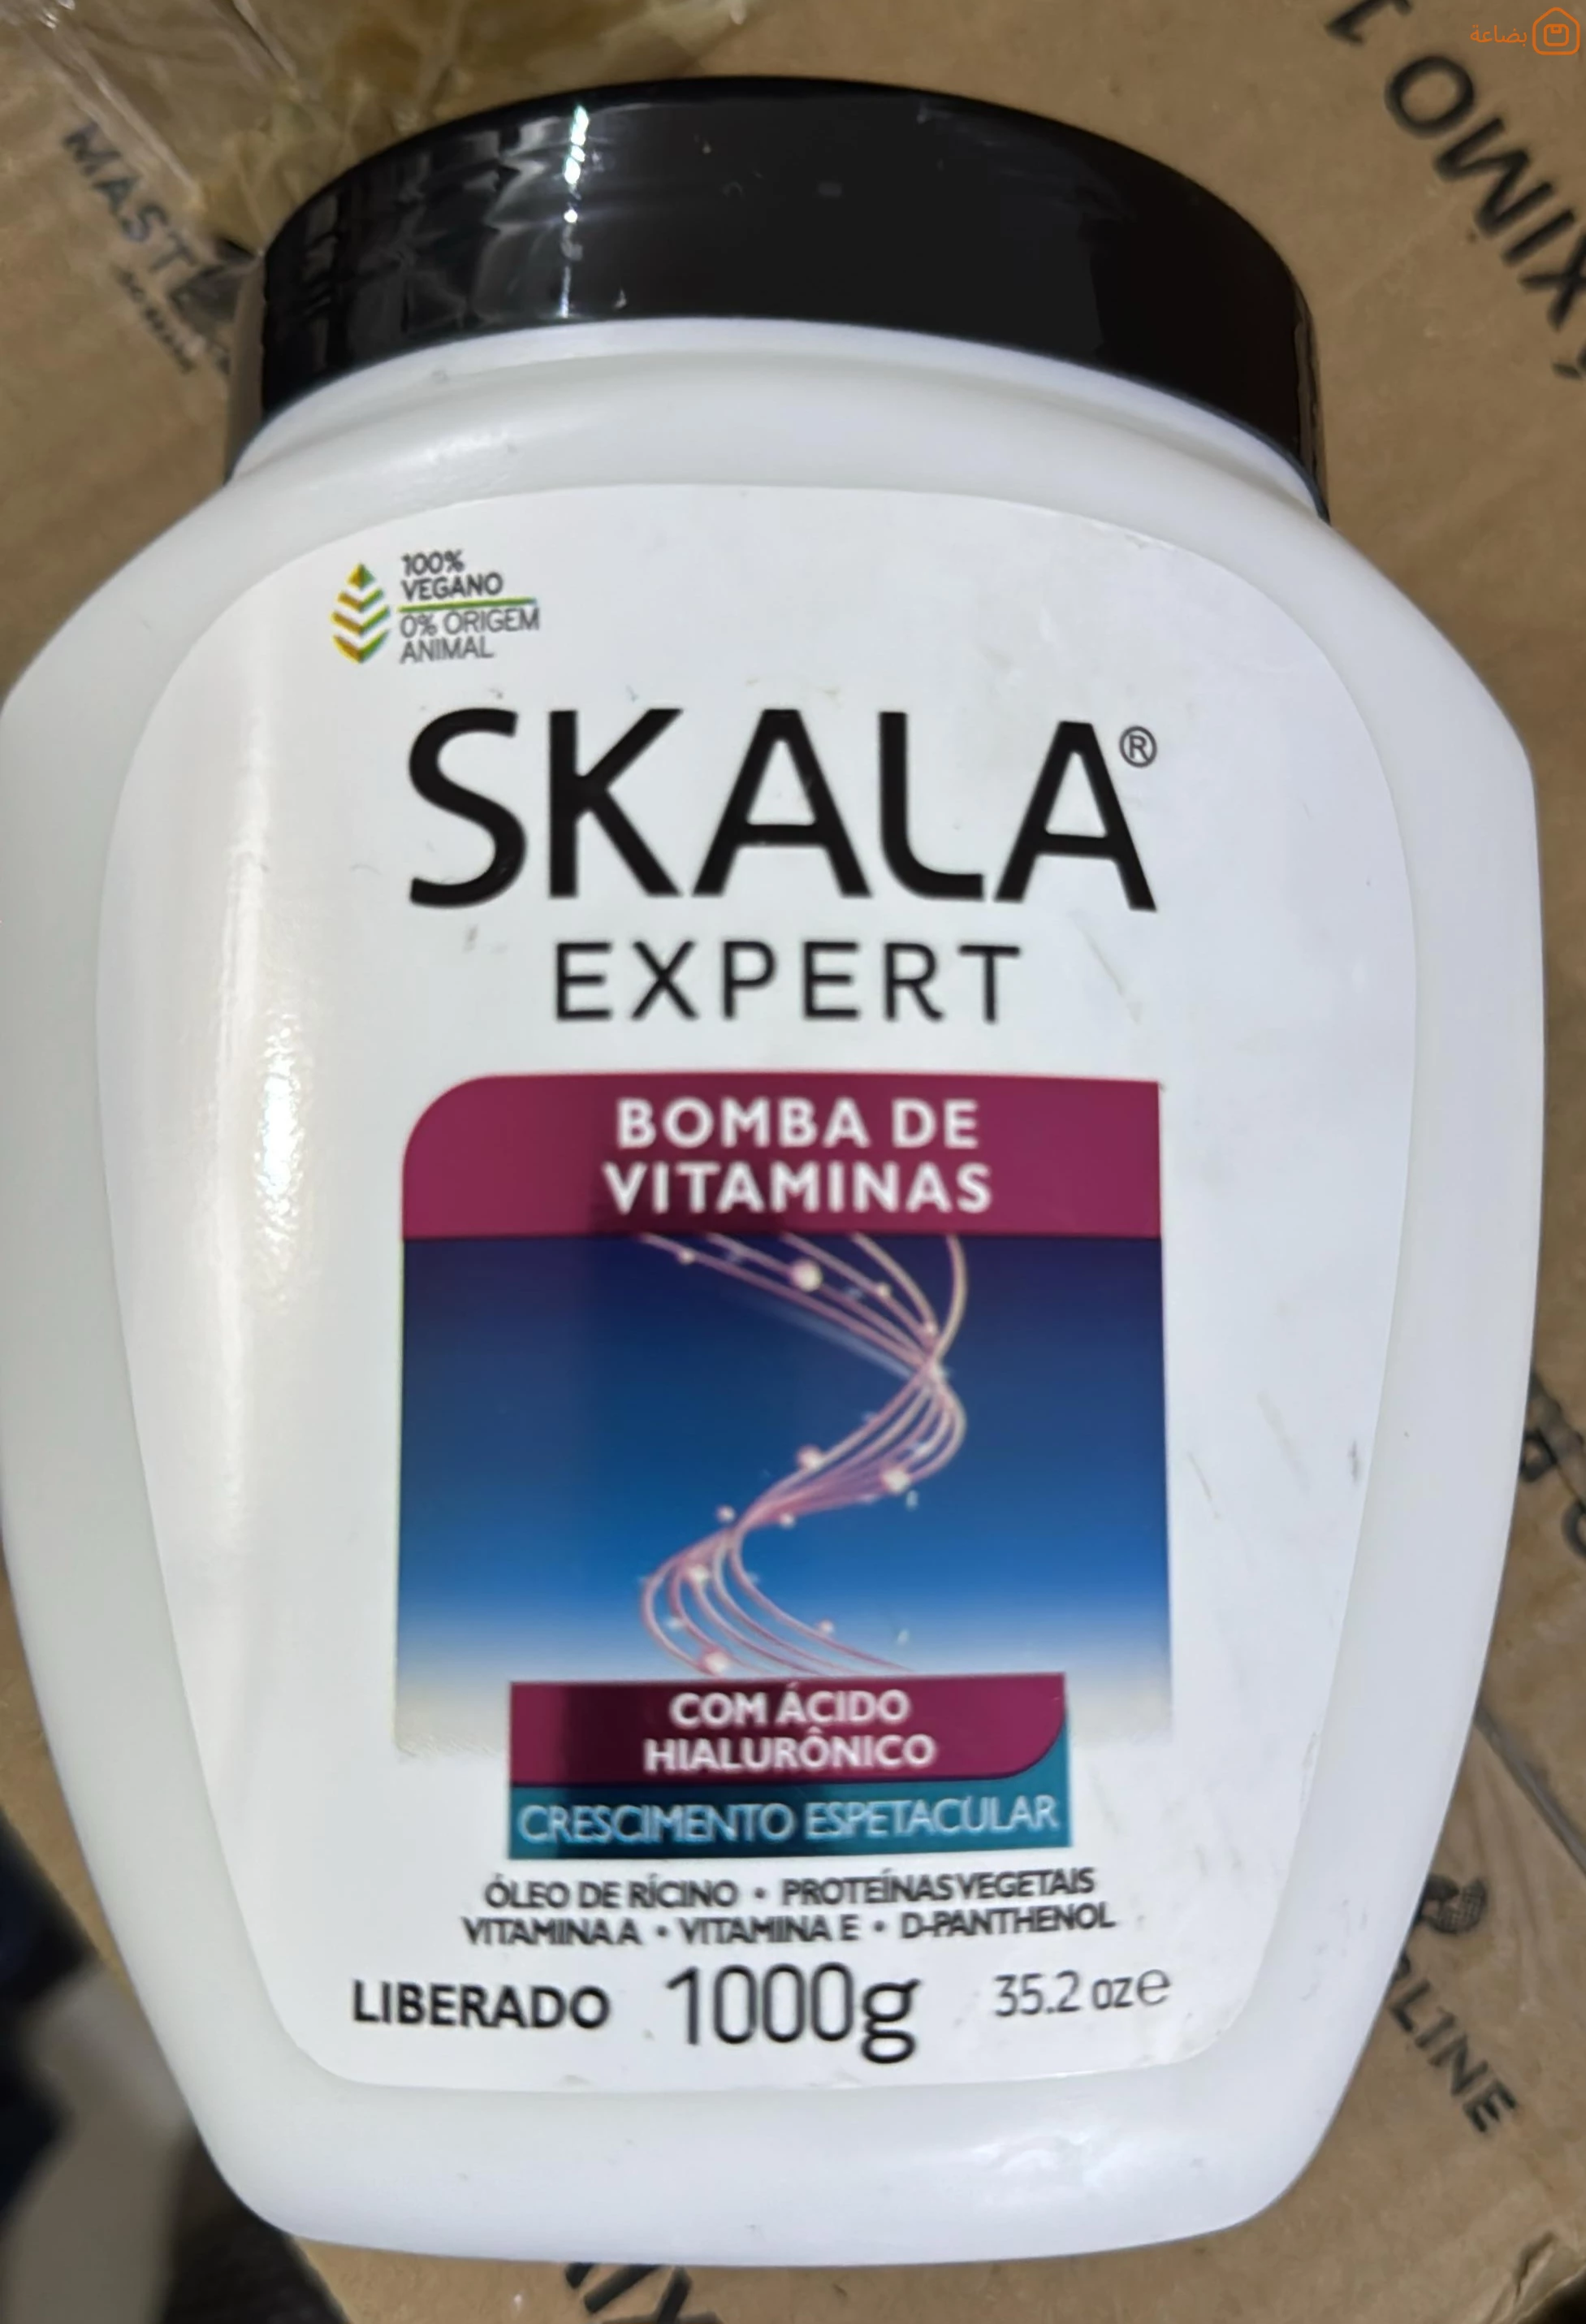 بضاعة
100%
VEGANO
0% ORIGEM
ANIMAL
SKALA®
EXPERT
BOMBA DE
VITAMINAS
COM ÁCIDO
HIALURÔNICO
CRESCIMENTO ESPETACULAR
ÓLEO DE RÍCINO • PROTEÍNAS VEGETAIS
VITAMINA A • VITAMINA E • D-PANTHENOL
LIBERADO 1000g 35.2 oz℮